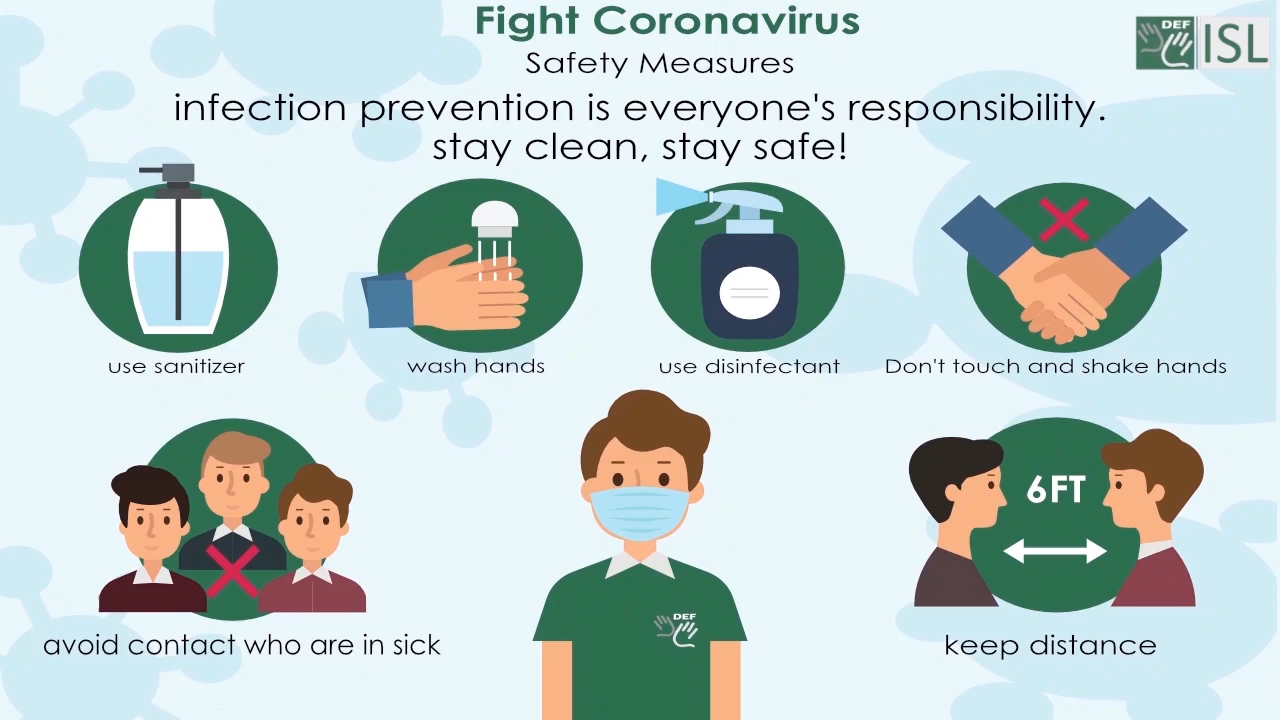 Fight Coronavirus
DEF
ISL
Safety Measures
infection prevention is everyone's responsibility.
stay clean, stay safe!
use sanitizer
wash hands
use disinfectant
Don't touch and shake hands
6FT
DEF
avoid contact who are in sick
keep distance